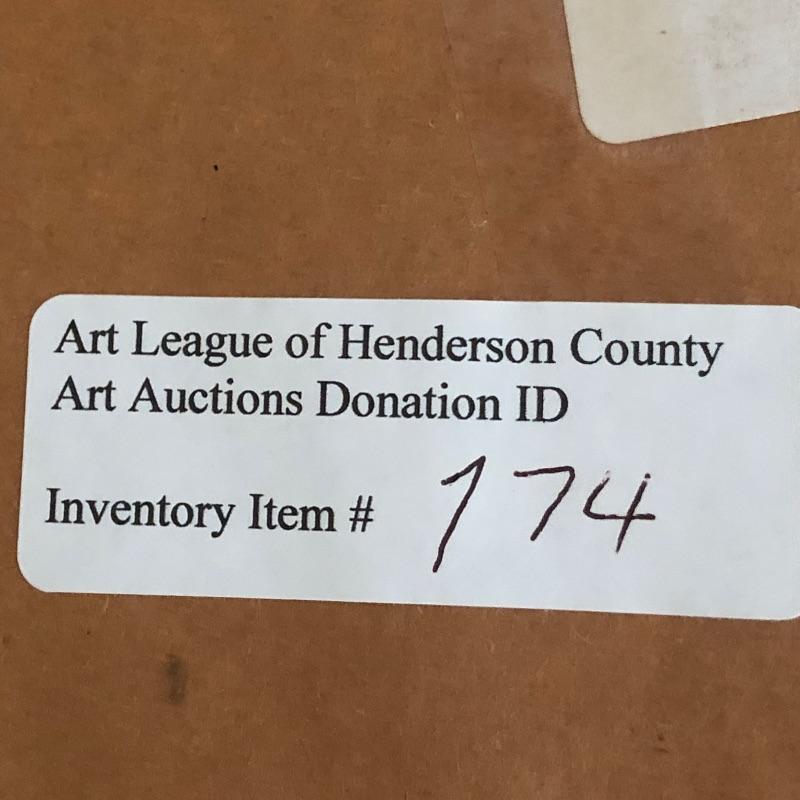 Art League of Henderson County
Art Auctions Donation ID
Inventory Item # 174